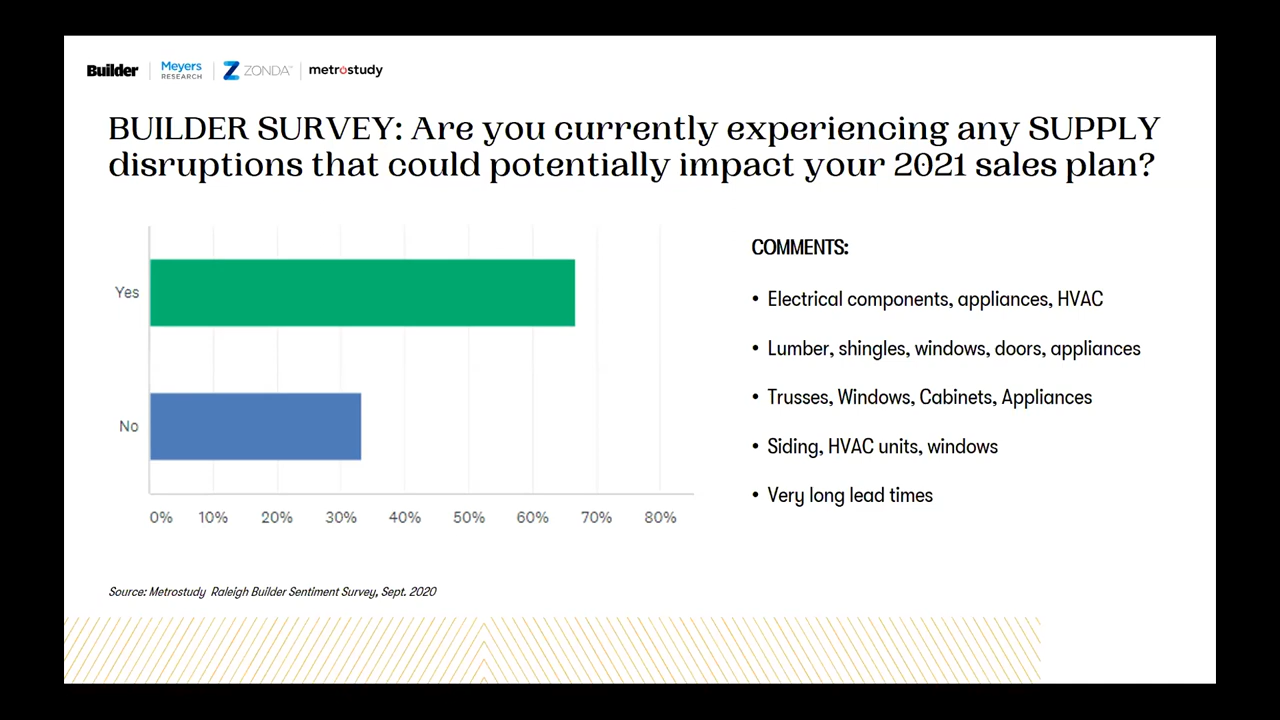 Builder | Meyers RESEARCH | ZONDA™ | metrostudy
BUILDER SURVEY: Are you currently experiencing any SUPPLY
disruptions that could potentially impact your 2021 sales plan?
COMMENTS:
Yes
• Electrical components, appliances, HVAC
• Lumber, shingles, windows, doors, appliances
No
• Trusses, Windows, Cabinets, Appliances
• Siding, HVAC units, windows
• Very long lead times
0% 10% 20% 30% 40% 50% 60% 70% 80%
Source: Metrostudy Raleigh Builder Sentiment Survey, Sept. 2020